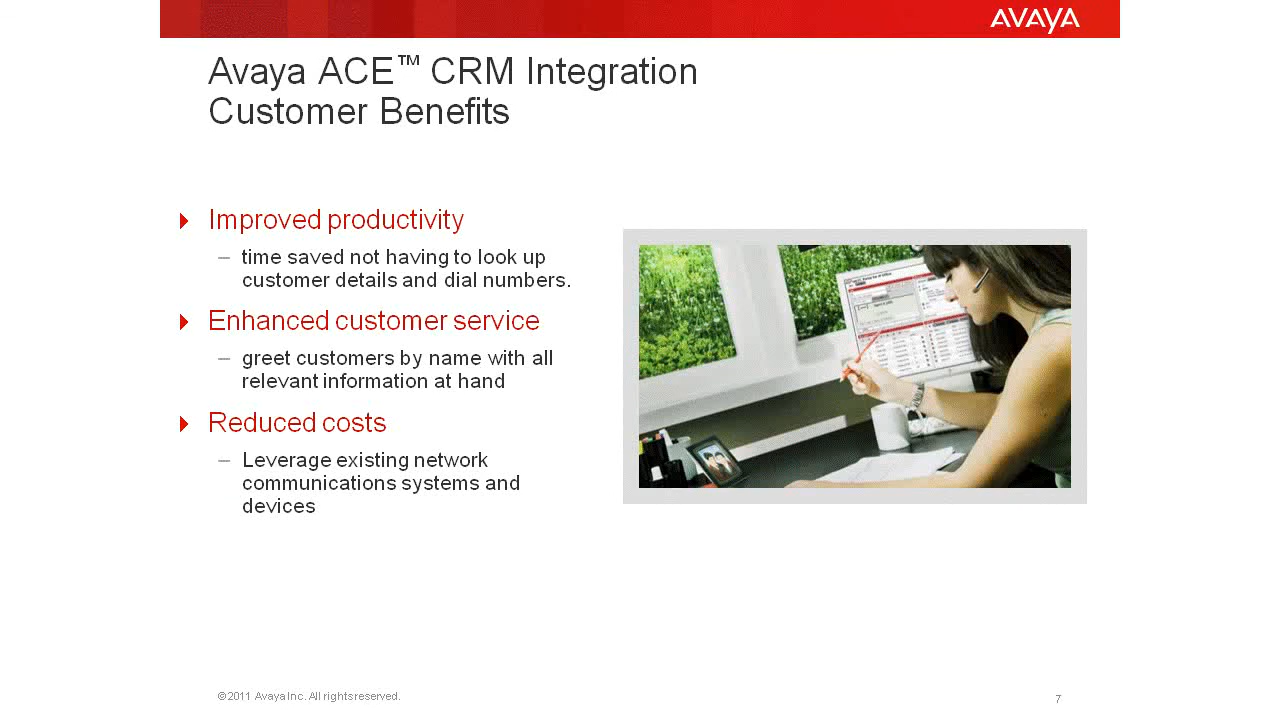 AVAYA
Avaya ACE™ CRM Integration
Customer Benefits
Improved productivity
– time saved not having to look up
customer details and dial numbers.
Enhanced customer service
– greet customers by name with all
relevant information at hand
Reduced costs
– Leverage existing network
communications systems and
devices
©2011 Avaya Inc. All rights reserved.
7